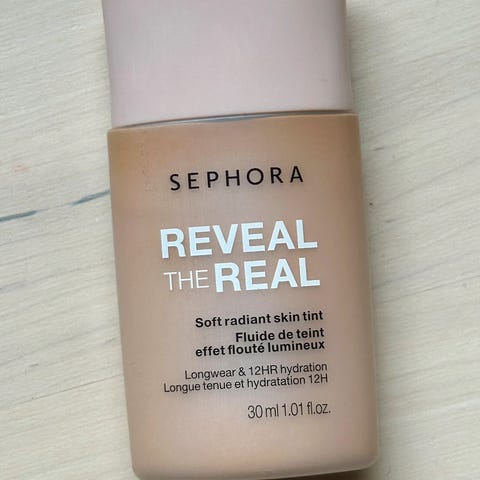 SEPHORA
REVEAL
THE REAL
Soft radiant skin tint
Fluide de teint
effet flouté lumineux
Longwear & 12HR hydration
Longue tenue et hydratation 12H
30 ml 1.01 fl.oz.